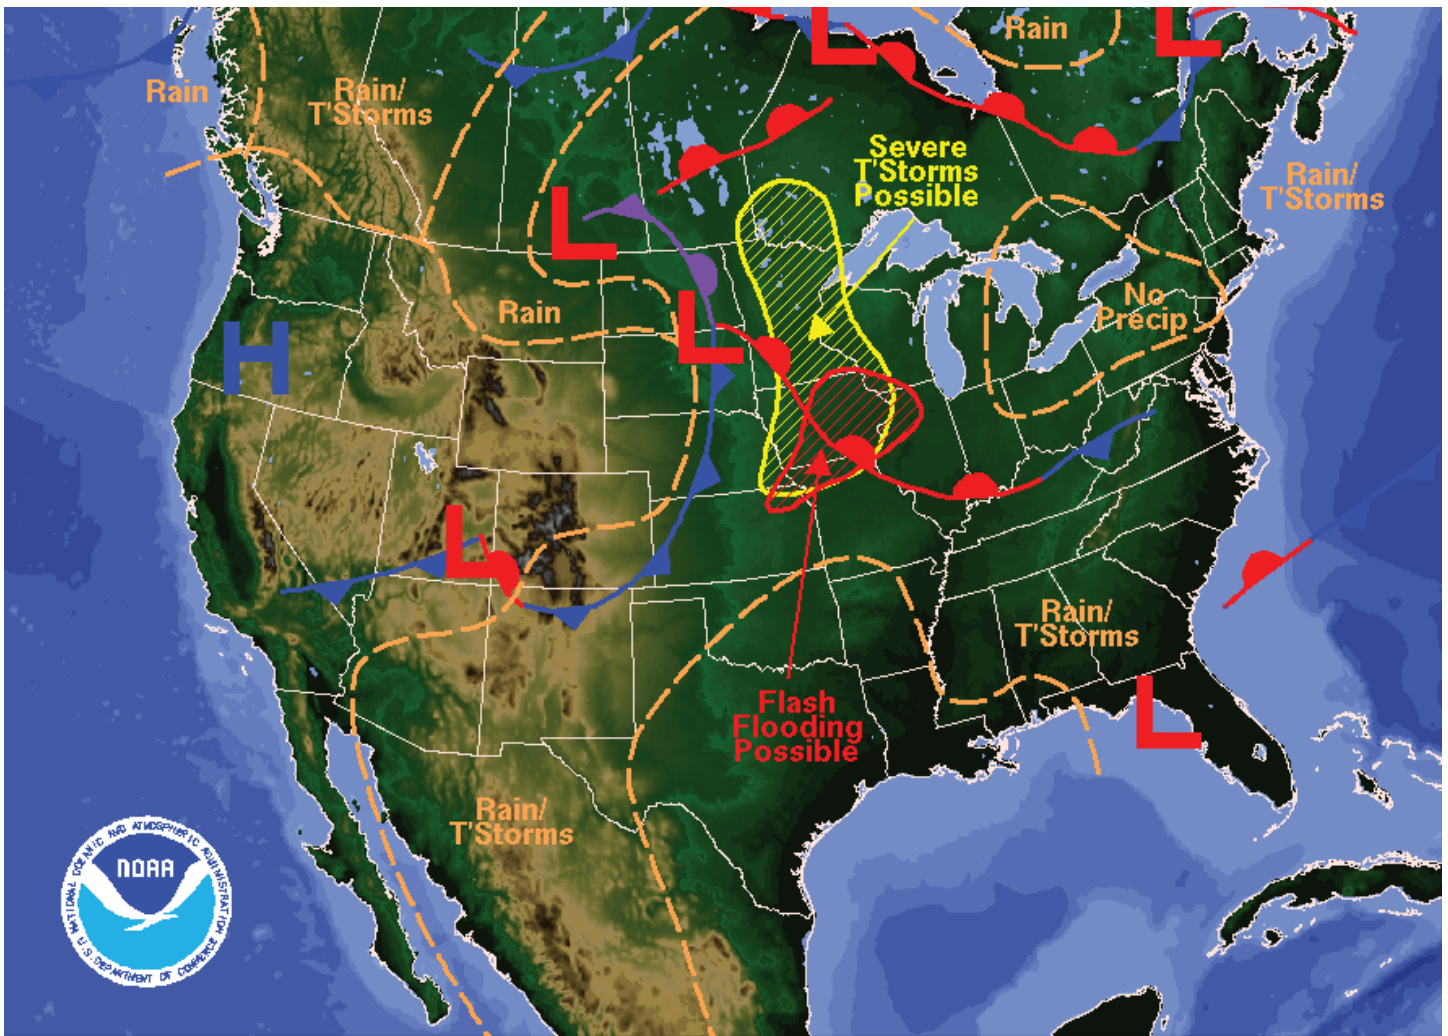 L
L
Rain
Rain
Rain/
T'Storms
Severe
T'Storms
Possible
Rain/
T'Storms
L
Rain
L
No
Precip
H
L
Rain/
T'Storms
L
Flash
Flooding
Possible
Rain/
T'Storms
NATIONAL OCEANIC AND ATMOSPHERIC ADMINISTRATION
NOAA
U.S. DEPARTMENT OF COMMERCE